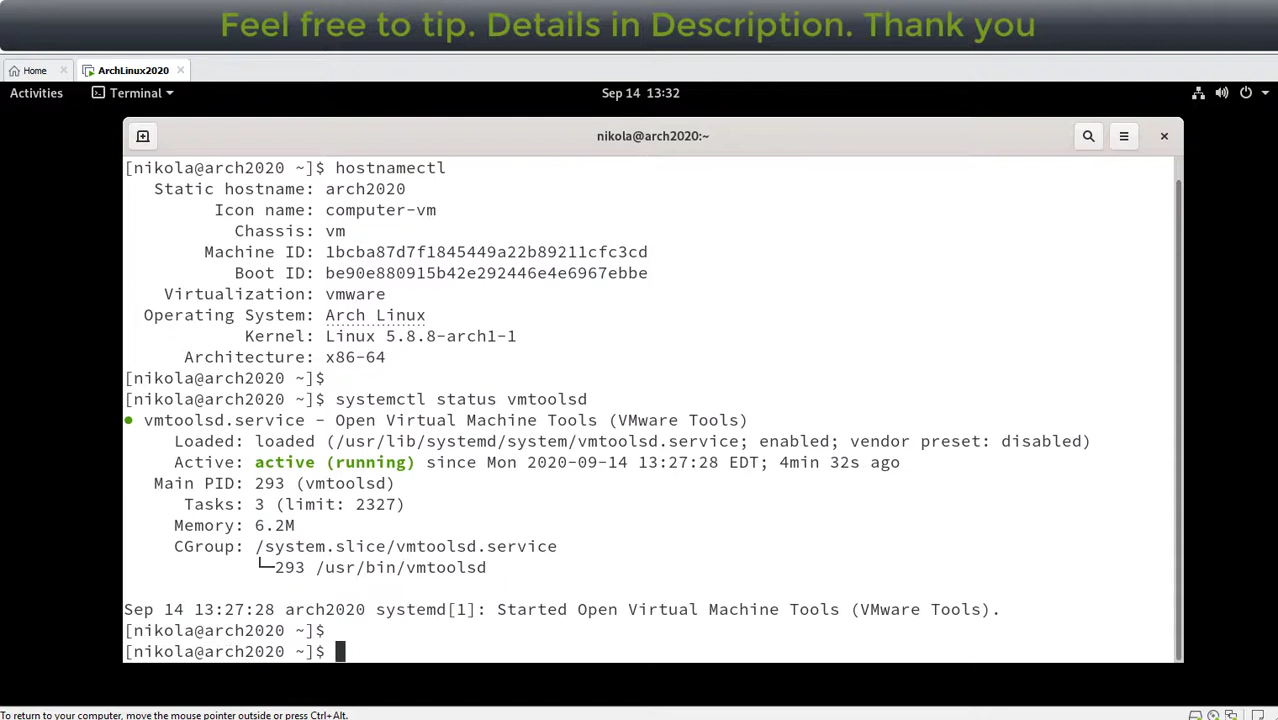 Feel free to tip. Details in Description. Thank you
Home ArchLinux2020
Activities Terminal Sep 14 13:32
nikola@arch2020:~
[nikola@arch2020 ~]$ hostnamectl
Static hostname: arch2020
Icon name: computer-vm
Chassis: vm
Machine ID: 1bcba87d7f1845449a22b89211cfc3cd
Boot ID: be90e880915b42e292446e4e6967ebbe
Virtualization: vmware
Operating System: Arch Linux
Kernel: Linux 5.8.8-arch1-1
Architecture: x86-64
[nikola@arch2020 ~]$
[nikola@arch2020 ~]$ systemctl status vmtoolsd
● vmtoolsd.service - Open Virtual Machine Tools (VMware Tools)
Loaded: loaded (/usr/lib/systemd/system/vmtoolsd.service; enabled; vendor preset: disabled)
Active: active (running) since Mon 2020-09-14 13:27:28 EDT; 4min 32s ago
Main PID: 293 (vmtoolsd)
Tasks: 3 (limit: 2327)
Memory: 6.2M
CGroup: /system.slice/vmtoolsd.service
└─293 /usr/bin/vmtoolsd
Sep 14 13:27:28 arch2020 systemd[1]: Started Open Virtual Machine Tools (VMware Tools).
[nikola@arch2020 ~]$
[nikola@arch2020 ~]$
To return to your computer, move the mouse pointer outside or press Ctrl+Alt.